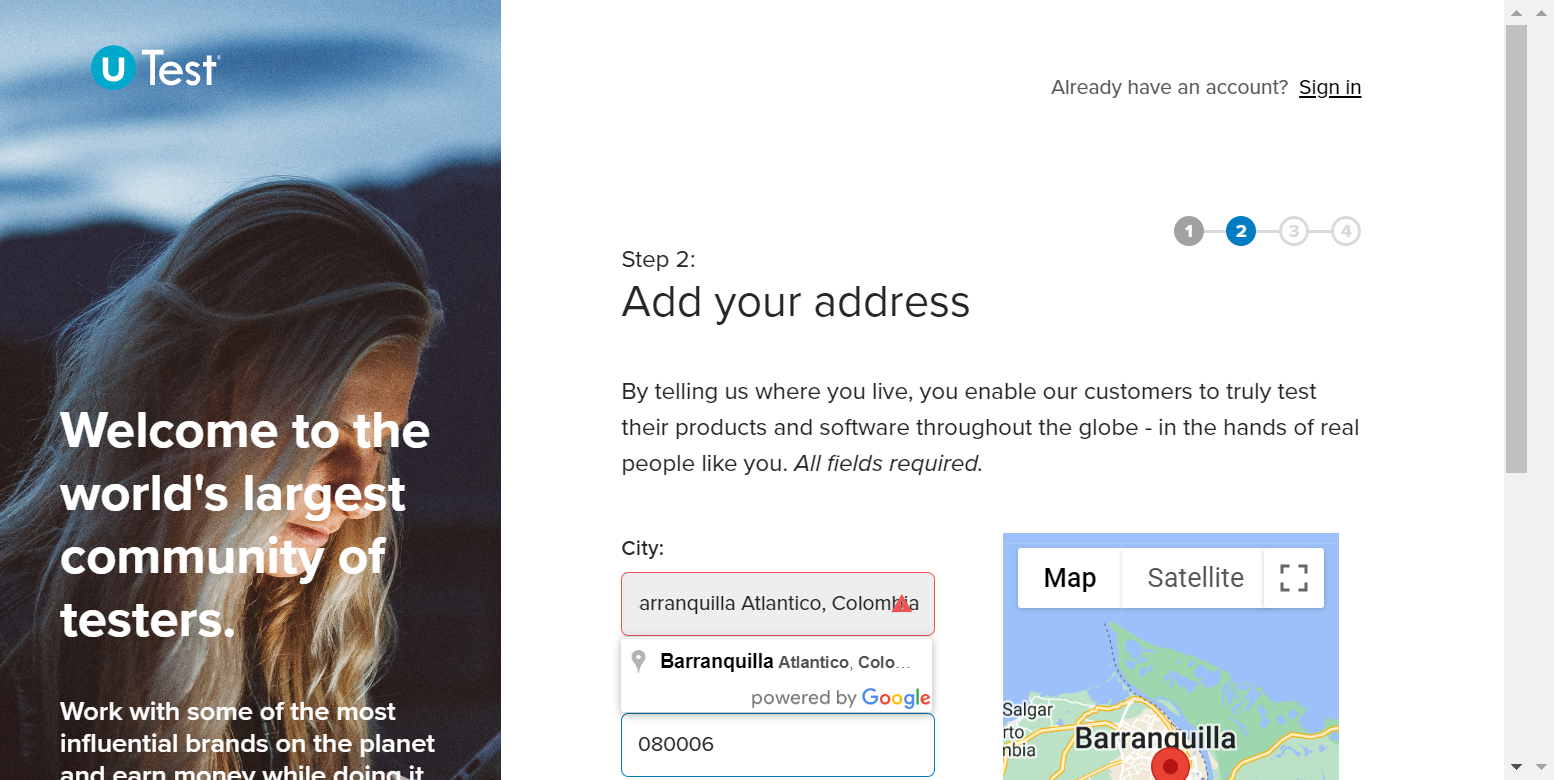 U Test
Already have an account? Sign in
1 2 3 4
Step 2:
Add your address
By telling us where you live, you enable our customers to truly test
their products and software throughout the globe - in the hands of real
people like you. All fields required.
Welcome to the
world's largest
community of
testers.
Work with some of the most
influential brands on the planet
and earn money while doing it
City:
arranquilla Atlantico, Colombia
Barranquilla Atlantico, Colo...
powered by Google
080006
Map Satellite
Salgar
rto
nbia
Barranquilla